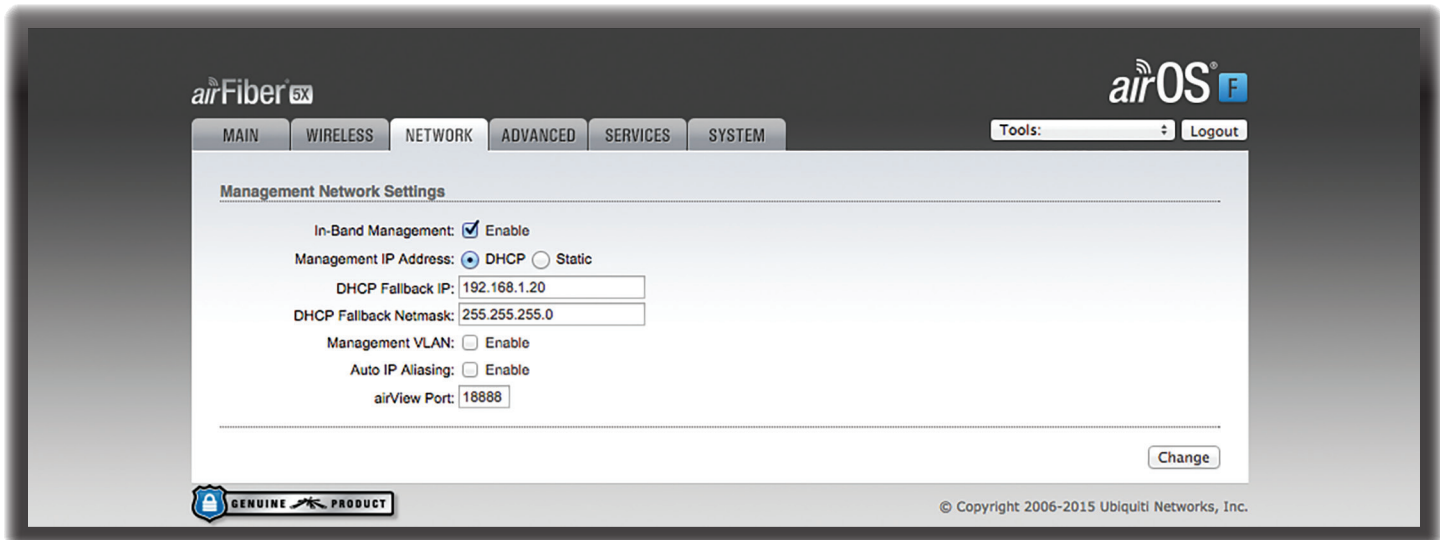 airFiber® 5X
airOS® F
MAIN WIRELESS NETWORK ADVANCED SERVICES SYSTEM Tools: Logout
Management Network Settings
In-Band Management: Enable
Management IP Address: DHCP Static
DHCP Fallback IP: 192.168.1.20
DHCP Fallback Netmask: 255.255.255.0
Management VLAN: Enable
Auto IP Aliasing: Enable
airView Port: 18888
Change
GENUINE PRODUCT
© Copyright 2006-2015 Ubiquiti Networks, Inc.